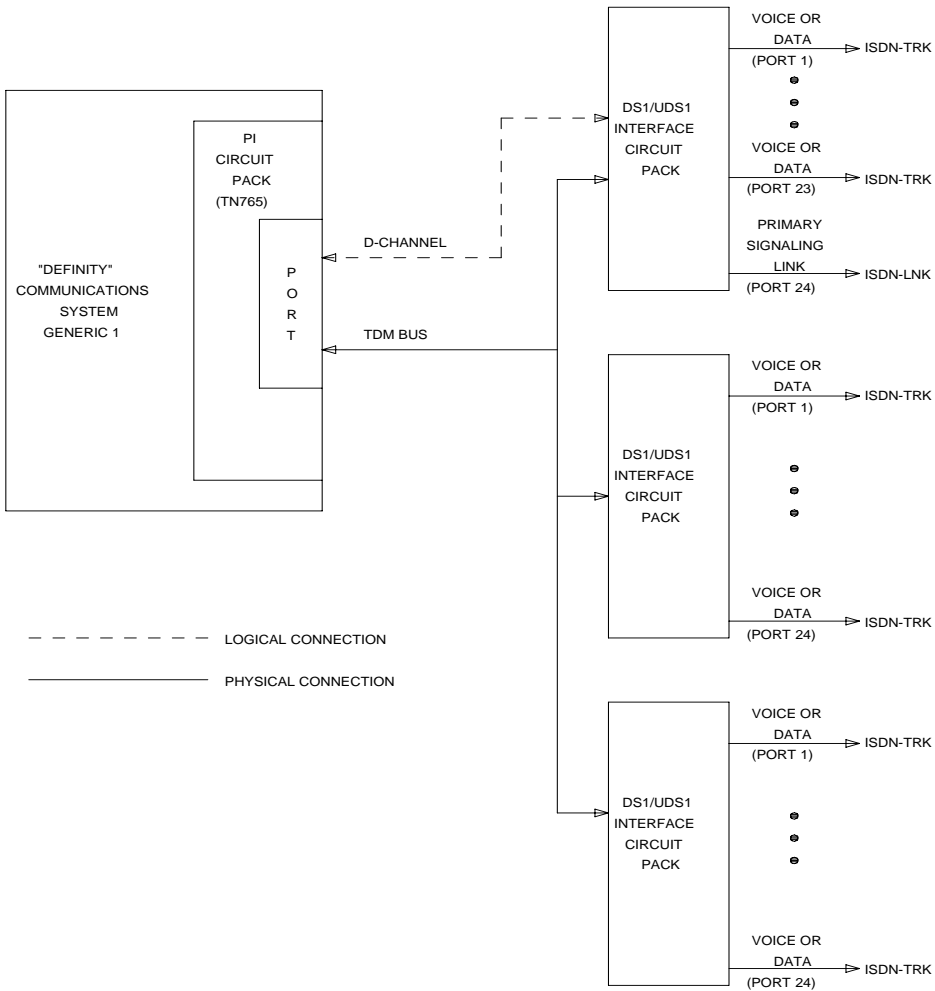 "DEFINITY"
COMMUNICATIONS
SYSTEM
GENERIC 1
PI
CIRCUIT
PACK
(TN765)
P
O
R
T
D-CHANNEL
TDM BUS
DS1/UDS1
INTERFACE
CIRCUIT
PACK
VOICE OR
DATA
(PORT 1)
ISDN-TRK
VOICE OR
DATA
(PORT 23)
ISDN-TRK
PRIMARY
SIGNALING
LINK
(PORT 24)
ISDN-LNK
DS1/UDS1
INTERFACE
CIRCUIT
PACK
VOICE OR
DATA
(PORT 1)
ISDN-TRK
VOICE OR
DATA
(PORT 24)
ISDN-TRK
DS1/UDS1
INTERFACE
CIRCUIT
PACK
VOICE OR
DATA
(PORT 1)
ISDN-TRK
VOICE OR
DATA
(PORT 24)
ISDN-TRK
LOGICAL CONNECTION
PHYSICAL CONNECTION